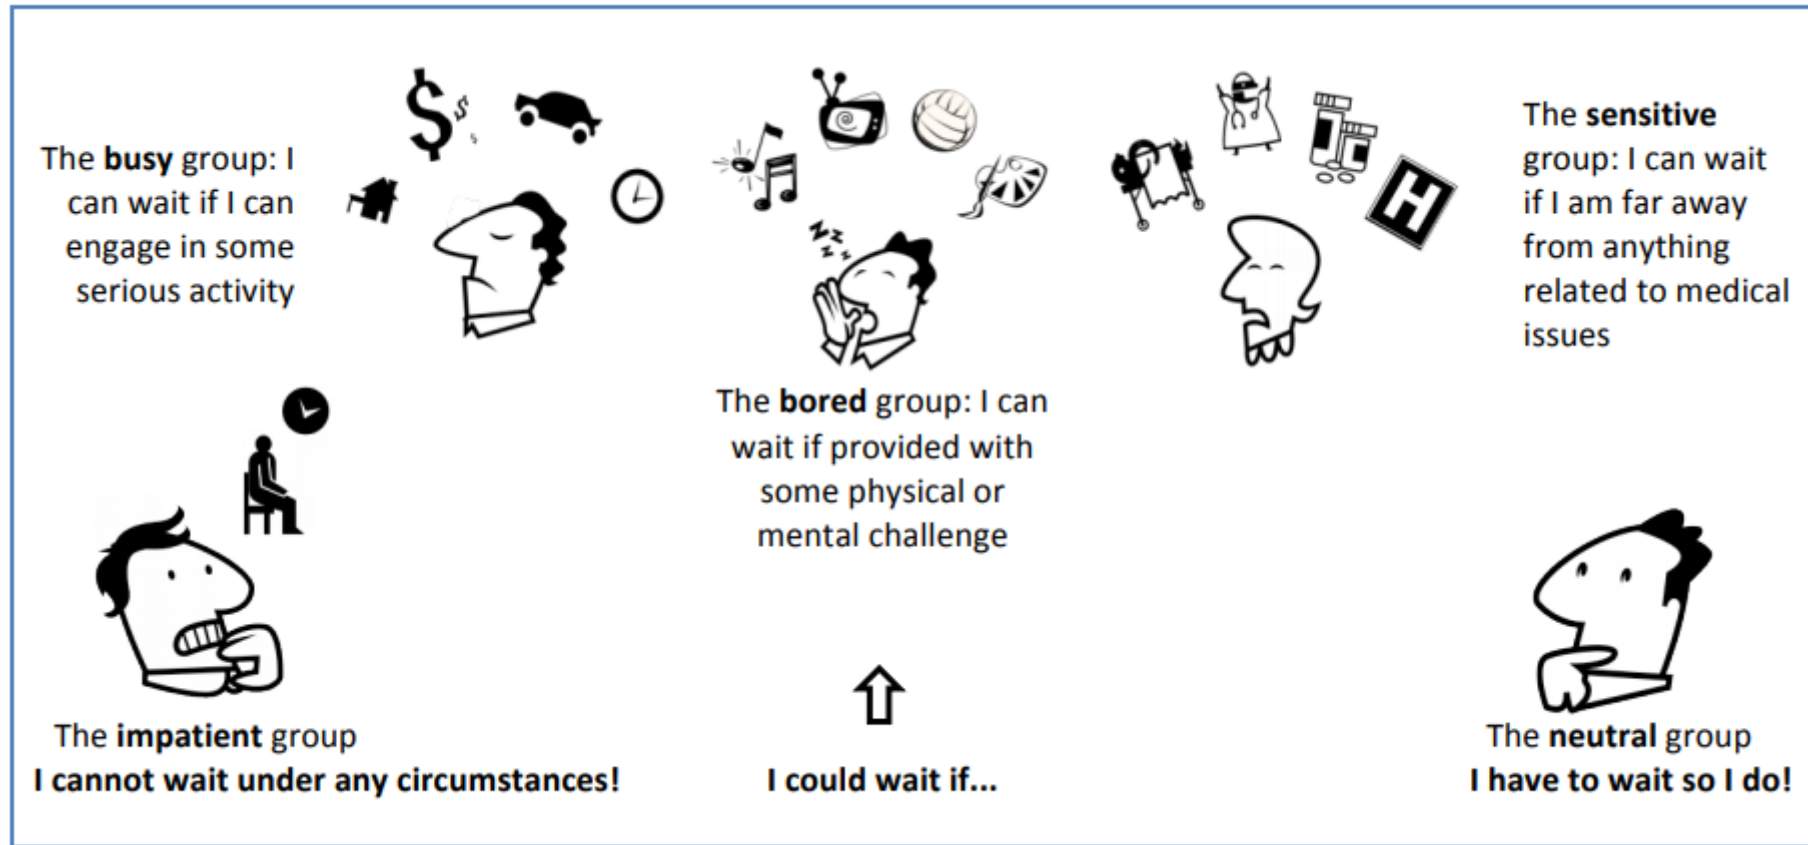 The busy group: I
can wait if I can
engage in some
serious activity
$
$
$
z z z
z z
The bored group: I can
wait if provided with
some physical or
mental challenge
H
The sensitive
group: I can wait
if I am far away
from anything
related to medical
issues
The impatient group
I cannot wait under any circumstances!
I could wait if...
The neutral group
I have to wait so I do!